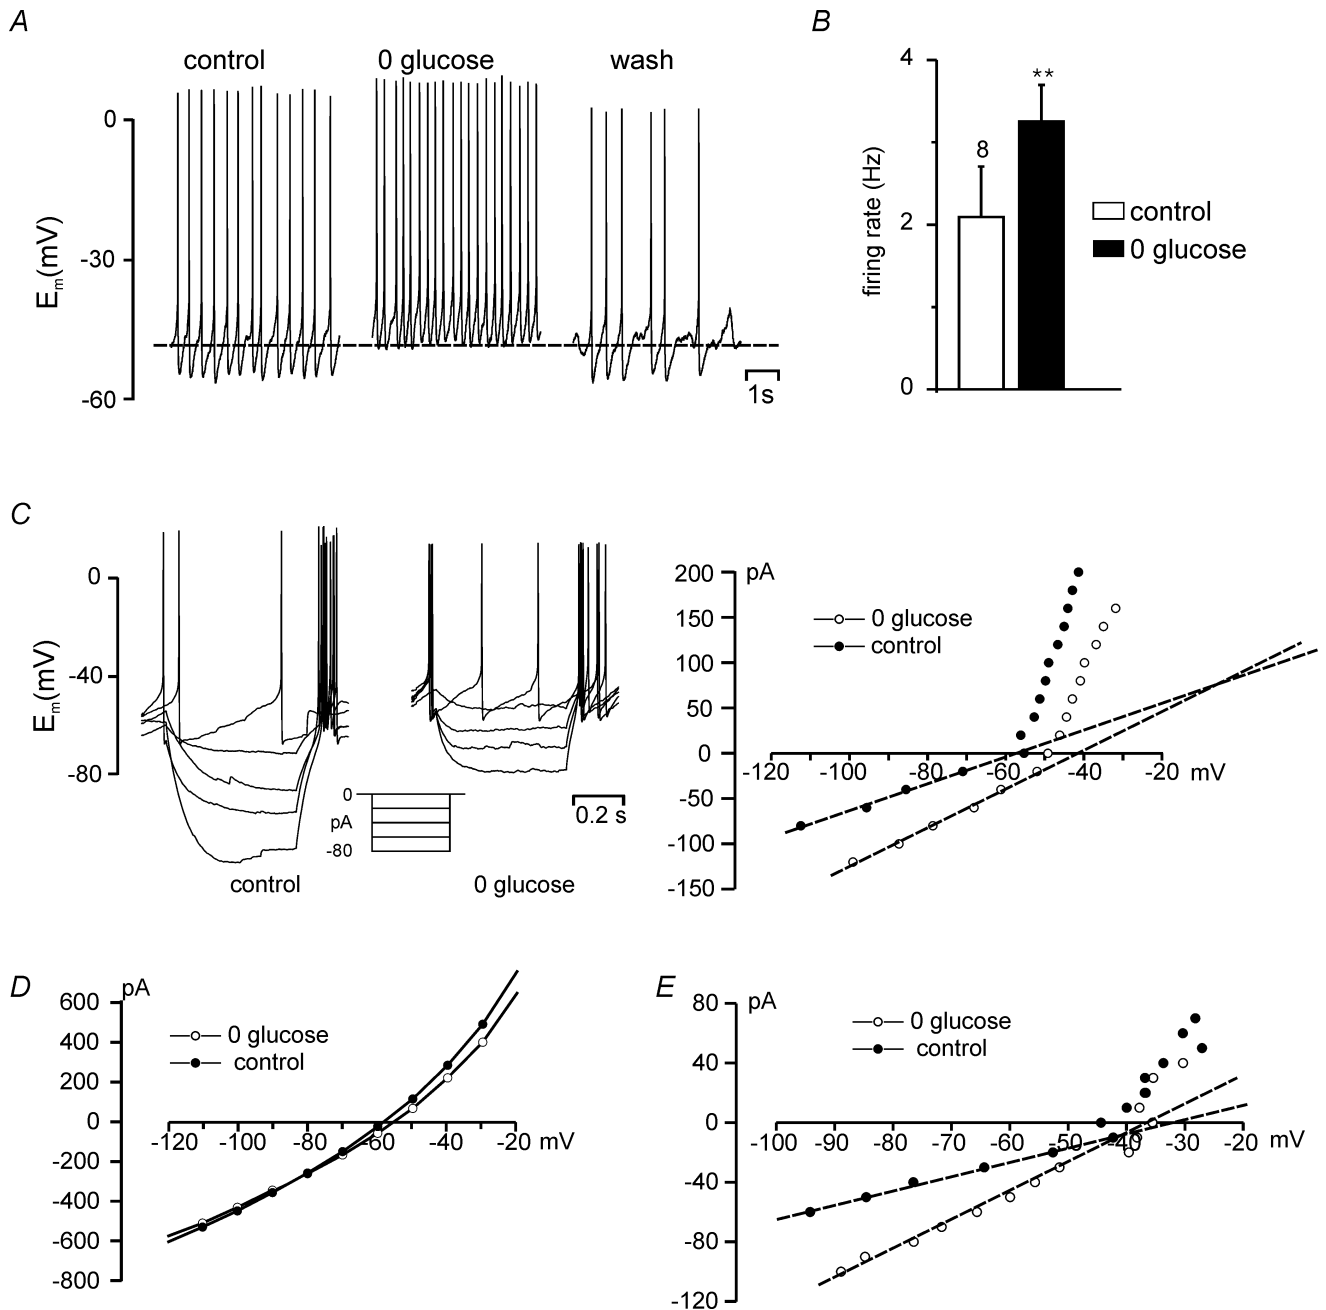 A
control
0 glucose
wash
0
-30
-60
Em(mV)
1s
B
4
2
0
firing rate (Hz)
8
**
control
0 glucose
C
0
-40
-80
Em(mV)
0
pA
-80
control
0 glucose
0.2 s
200 pA
150
100
50
0
-50
-100
-150
0 glucose
control
-120 -100 -80 -60 -40 -20 mV
D
pA
600
400
200
0
-200
-400
-600
-800
0 glucose
control
-120 -100 -80 -60 -40 -20 mV
E
80 pA
40
0
-40
-80
-120
0 glucose
control
-100 -90 -80 -70 -60 -50 -40 -30 -20 mV